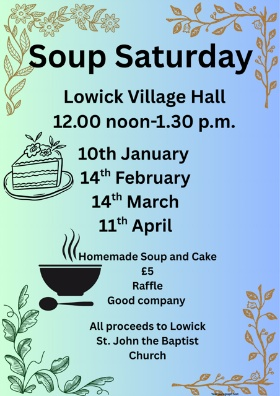 Soup Saturday
Lowick Village Hall
12.00 noon-1.30 p.m.
10th January
14th February
14th March
11th April
Homemade Soup and Cake
£5
Raffle
Good company
All proceeds to Lowick
St. John the Baptist
Church